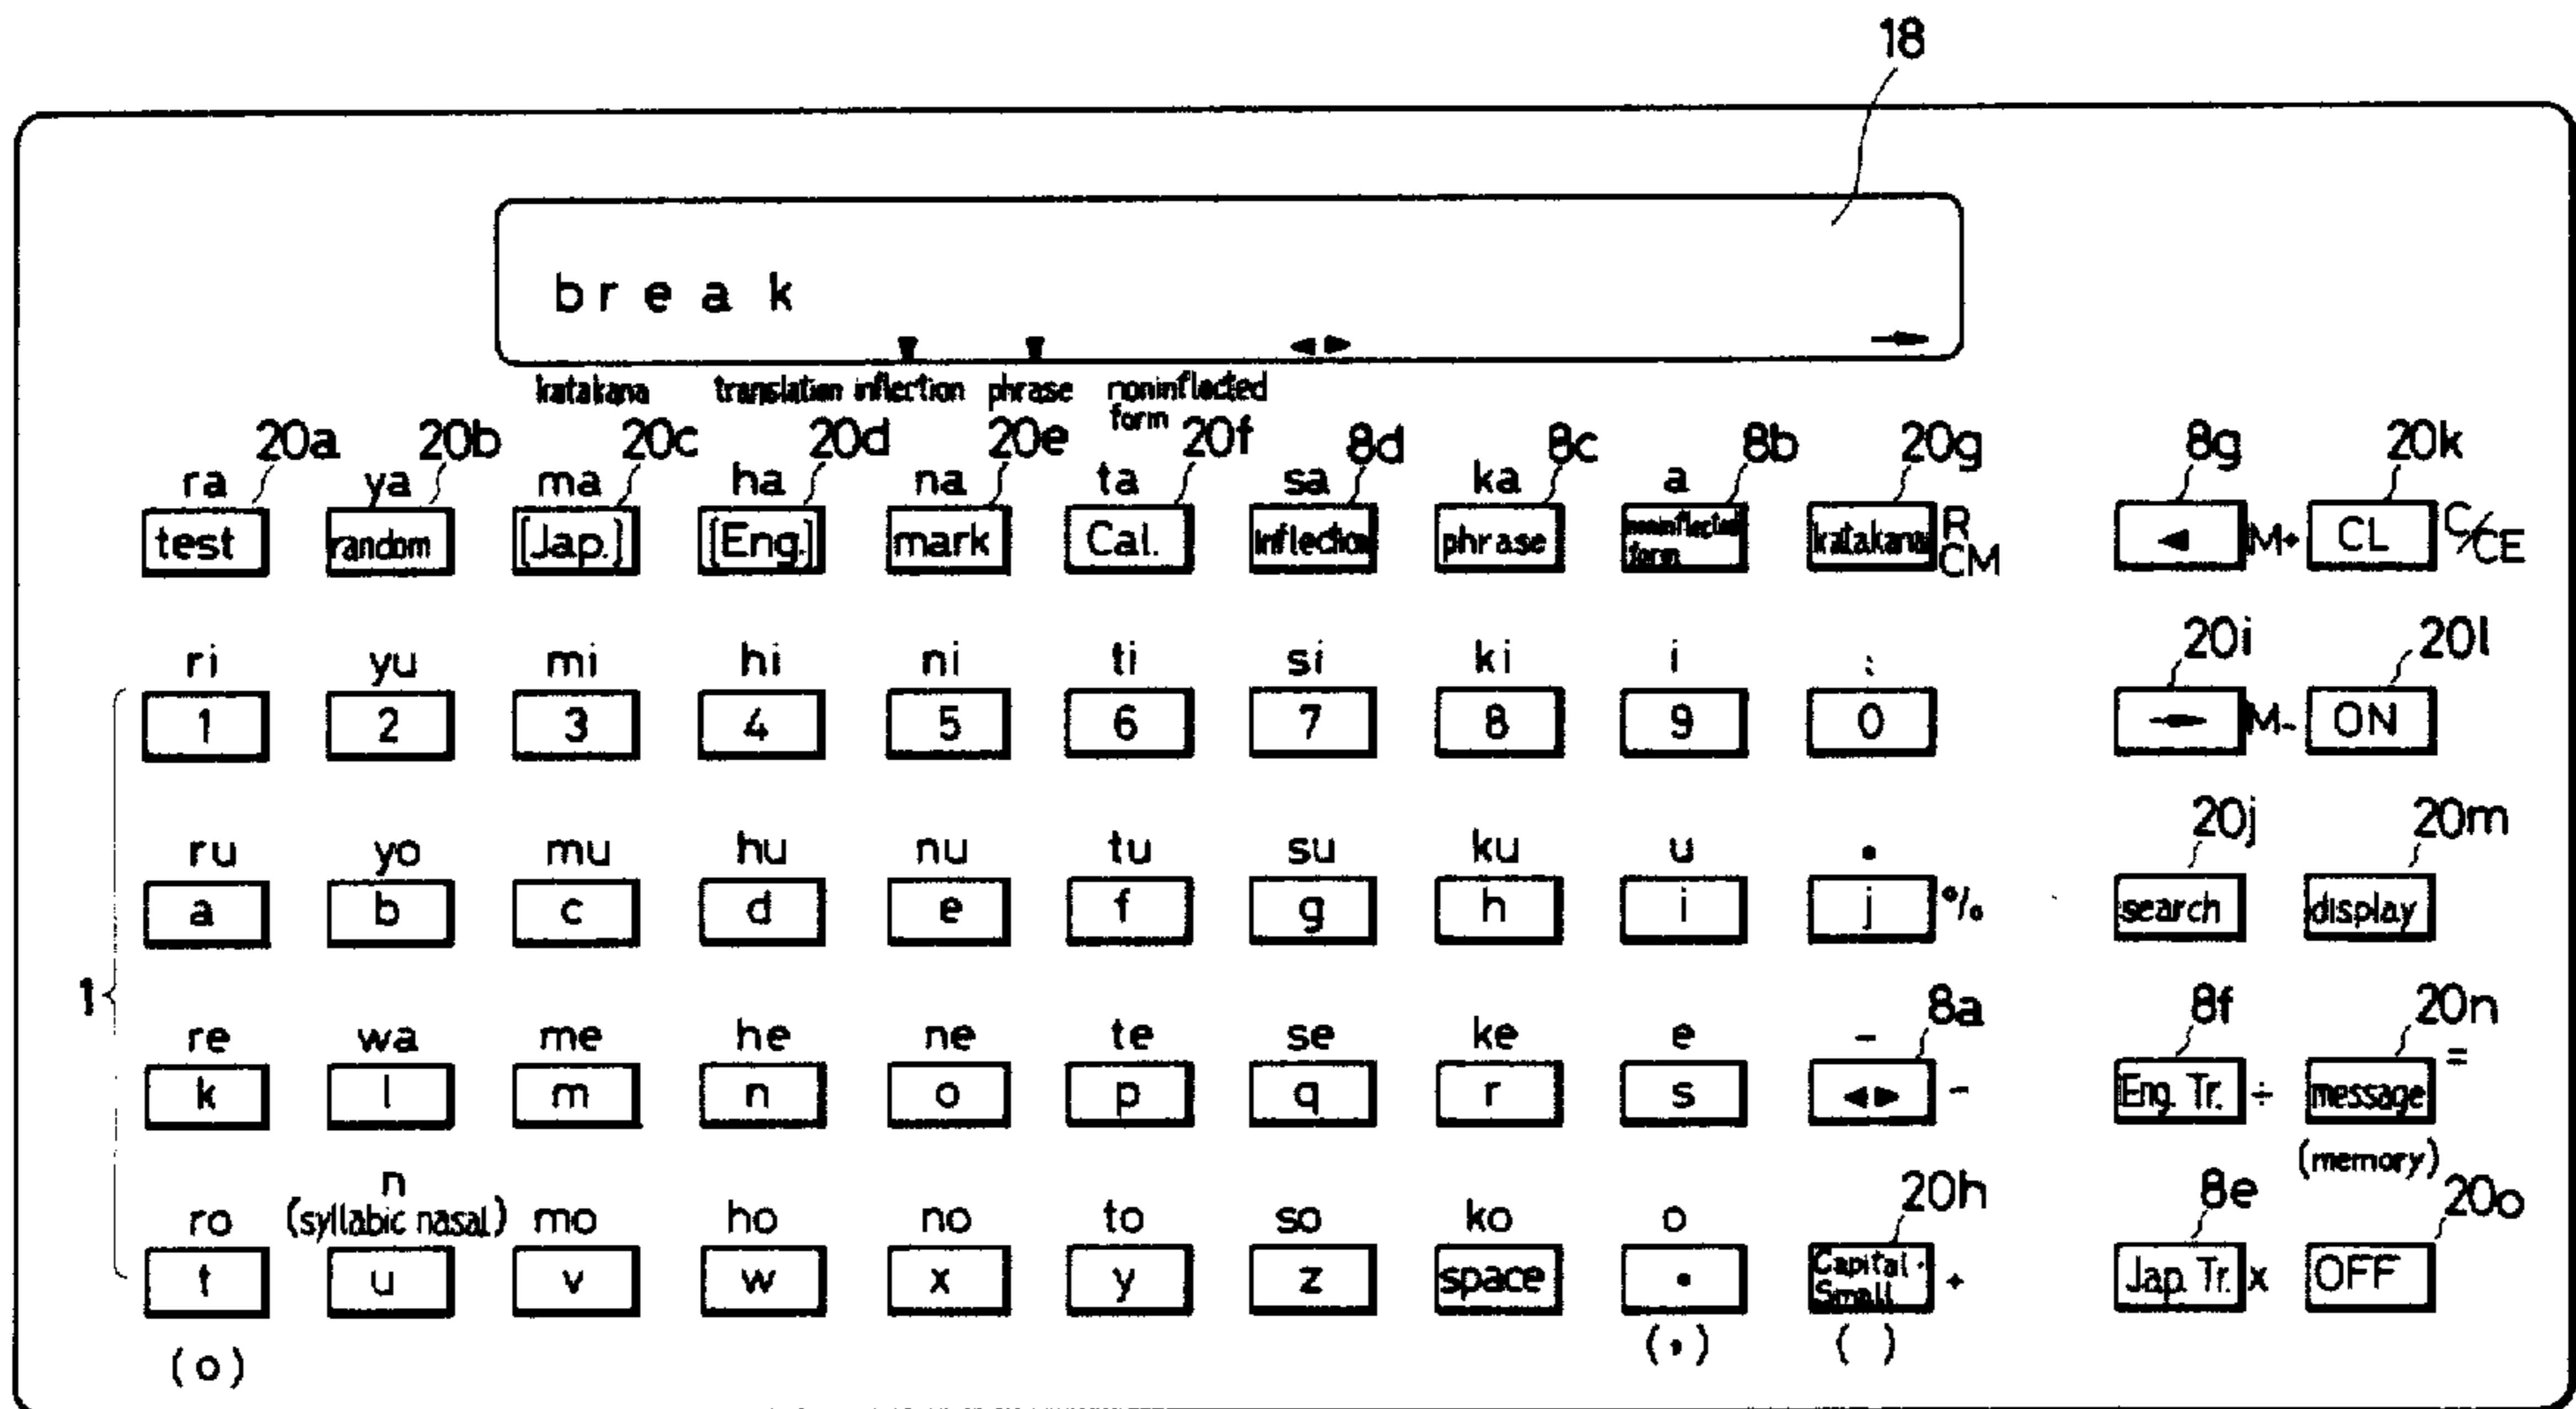 18
break
◀▶ →
katakana translation inflection phrase noninflected form
20a 20b 20c 20d 20e 20f 8d 8c 8b 20g 8g 20k
ra ya ma ha na ta sa ka a
test random [Jap.] [Eng.] mark Cal. inflection phrase noninflected form katakana R CM ◀ M+ CL C/CE
20i 20l
ri yu mi hi ni ti si ki i :
1 2 3 4 5 6 7 8 9 0 → M- ON
20j 20m
ru yo mu hu nu tu su ku u •
a b c d e f g h i j % search display
1
8a 8f 20n
re wa me he ne te se ke e -
k l m n o p q r s ◀▶ - Eng. Tr. ÷ message =
(memory)
20h 8e 20o
ro n (syllabic nasal) mo ho no to so ko o
t u v w x y z space • Capital · Small + Jap. Tr. x OFF
(o) (,) ( )